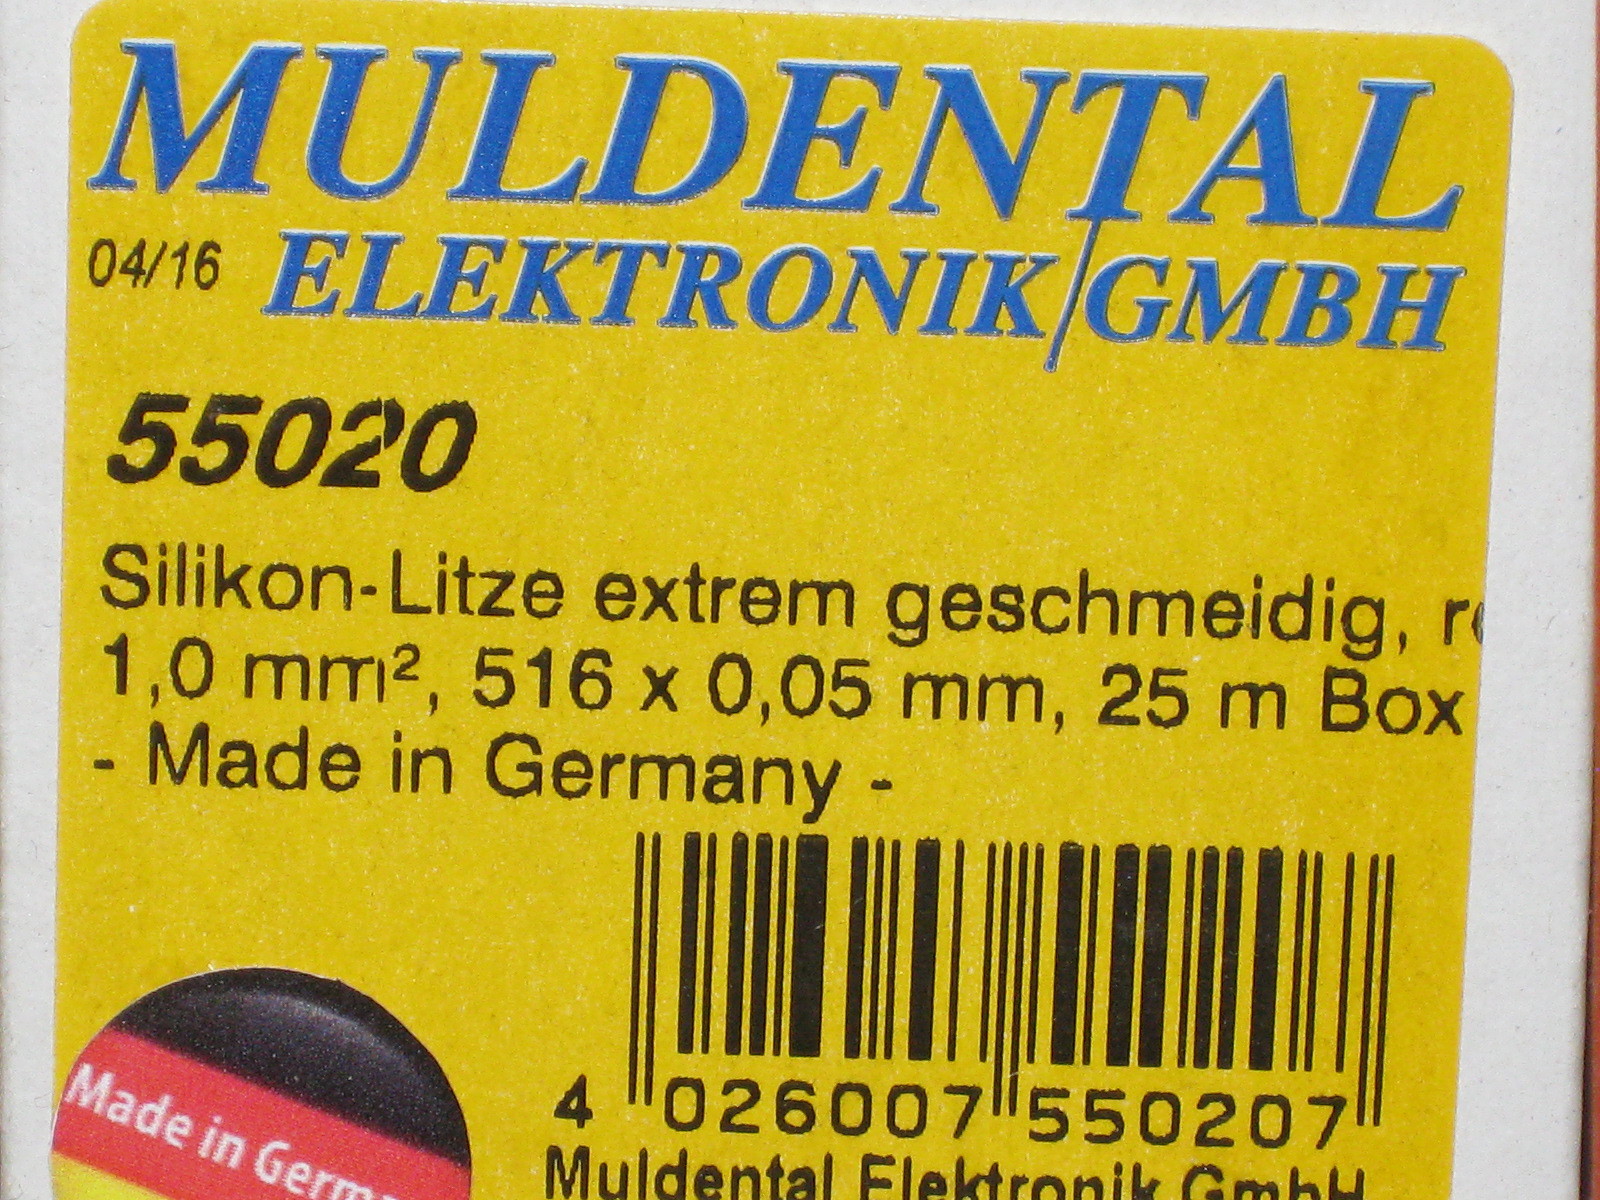 MULDENTAL
04/16 ELEKTRONIK/GMBH
55020
Silikon-Litze extrem geschmeidig,
1,0 mm², 516 x 0,05 mm, 25 m Box
- Made in Germany -
4 026007 550207
Made in Germa
Muldental Elektronik GmbH